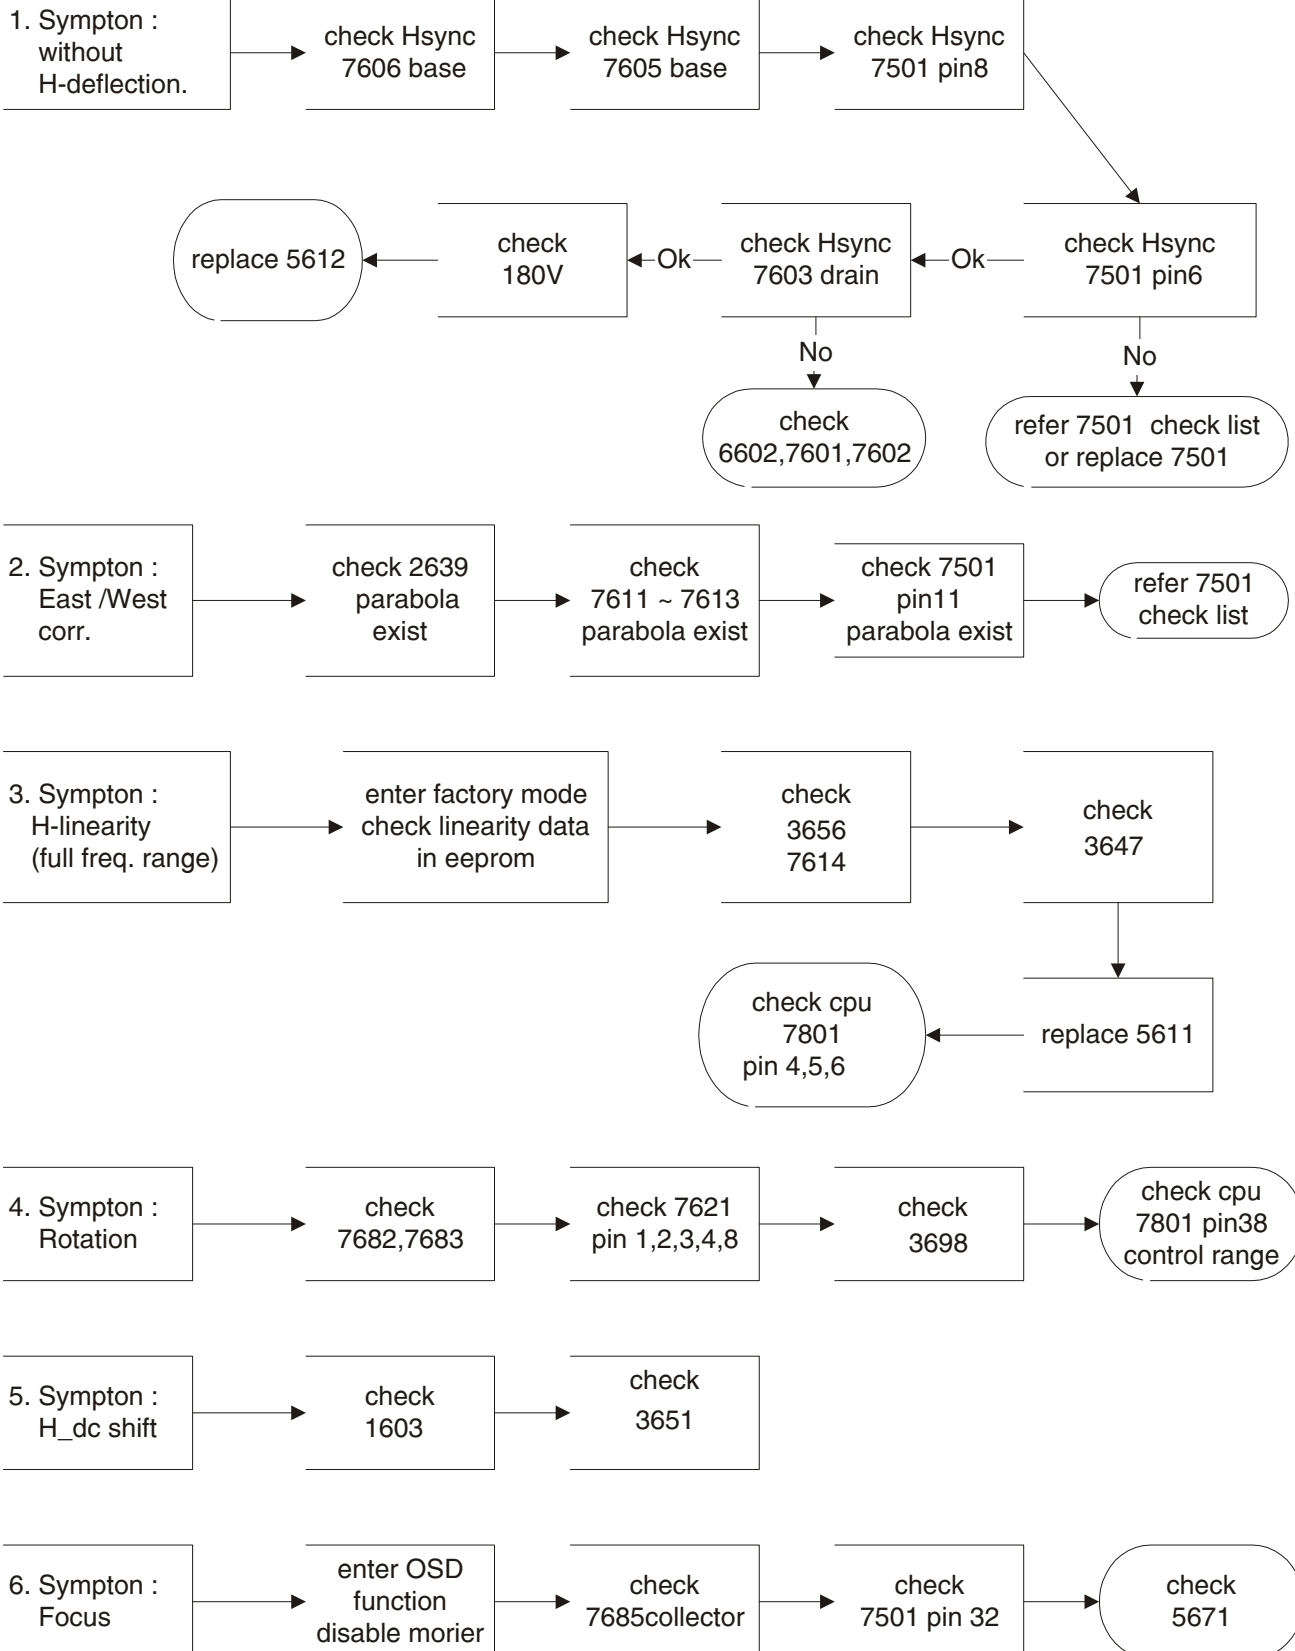 1. Sympton :
without
H-deflection.
check Hsync
7606 base
check Hsync
7605 base
check Hsync
7501 pin8
replace 5612
check
180V
Ok
check Hsync
7603 drain
Ok
check Hsync
7501 pin6
No
No
check
6602,7601,7602
refer 7501 check list
or replace 7501
2. Sympton :
East /West
corr.
check 2639
parabola
exist
check
7611 ~ 7613
parabola exist
check 7501
pin11
parabola exist
refer 7501
check list
3. Sympton :
H-linearity
(full freq. range)
enter factory mode
check linearity data
in eeprom
check
3656
7614
check
3647
check cpu
7801
pin 4,5,6
replace 5611
4. Sympton :
Rotation
check
7682,7683
check 7621
pin 1,2,3,4,8
check
3698
check cpu
7801 pin38
control range
5. Sympton :
H_dc shift
check
1603
check
3651
6. Sympton :
Focus
enter OSD
function
disable morier
check
7685collector
check
7501 pin 32
check
5671